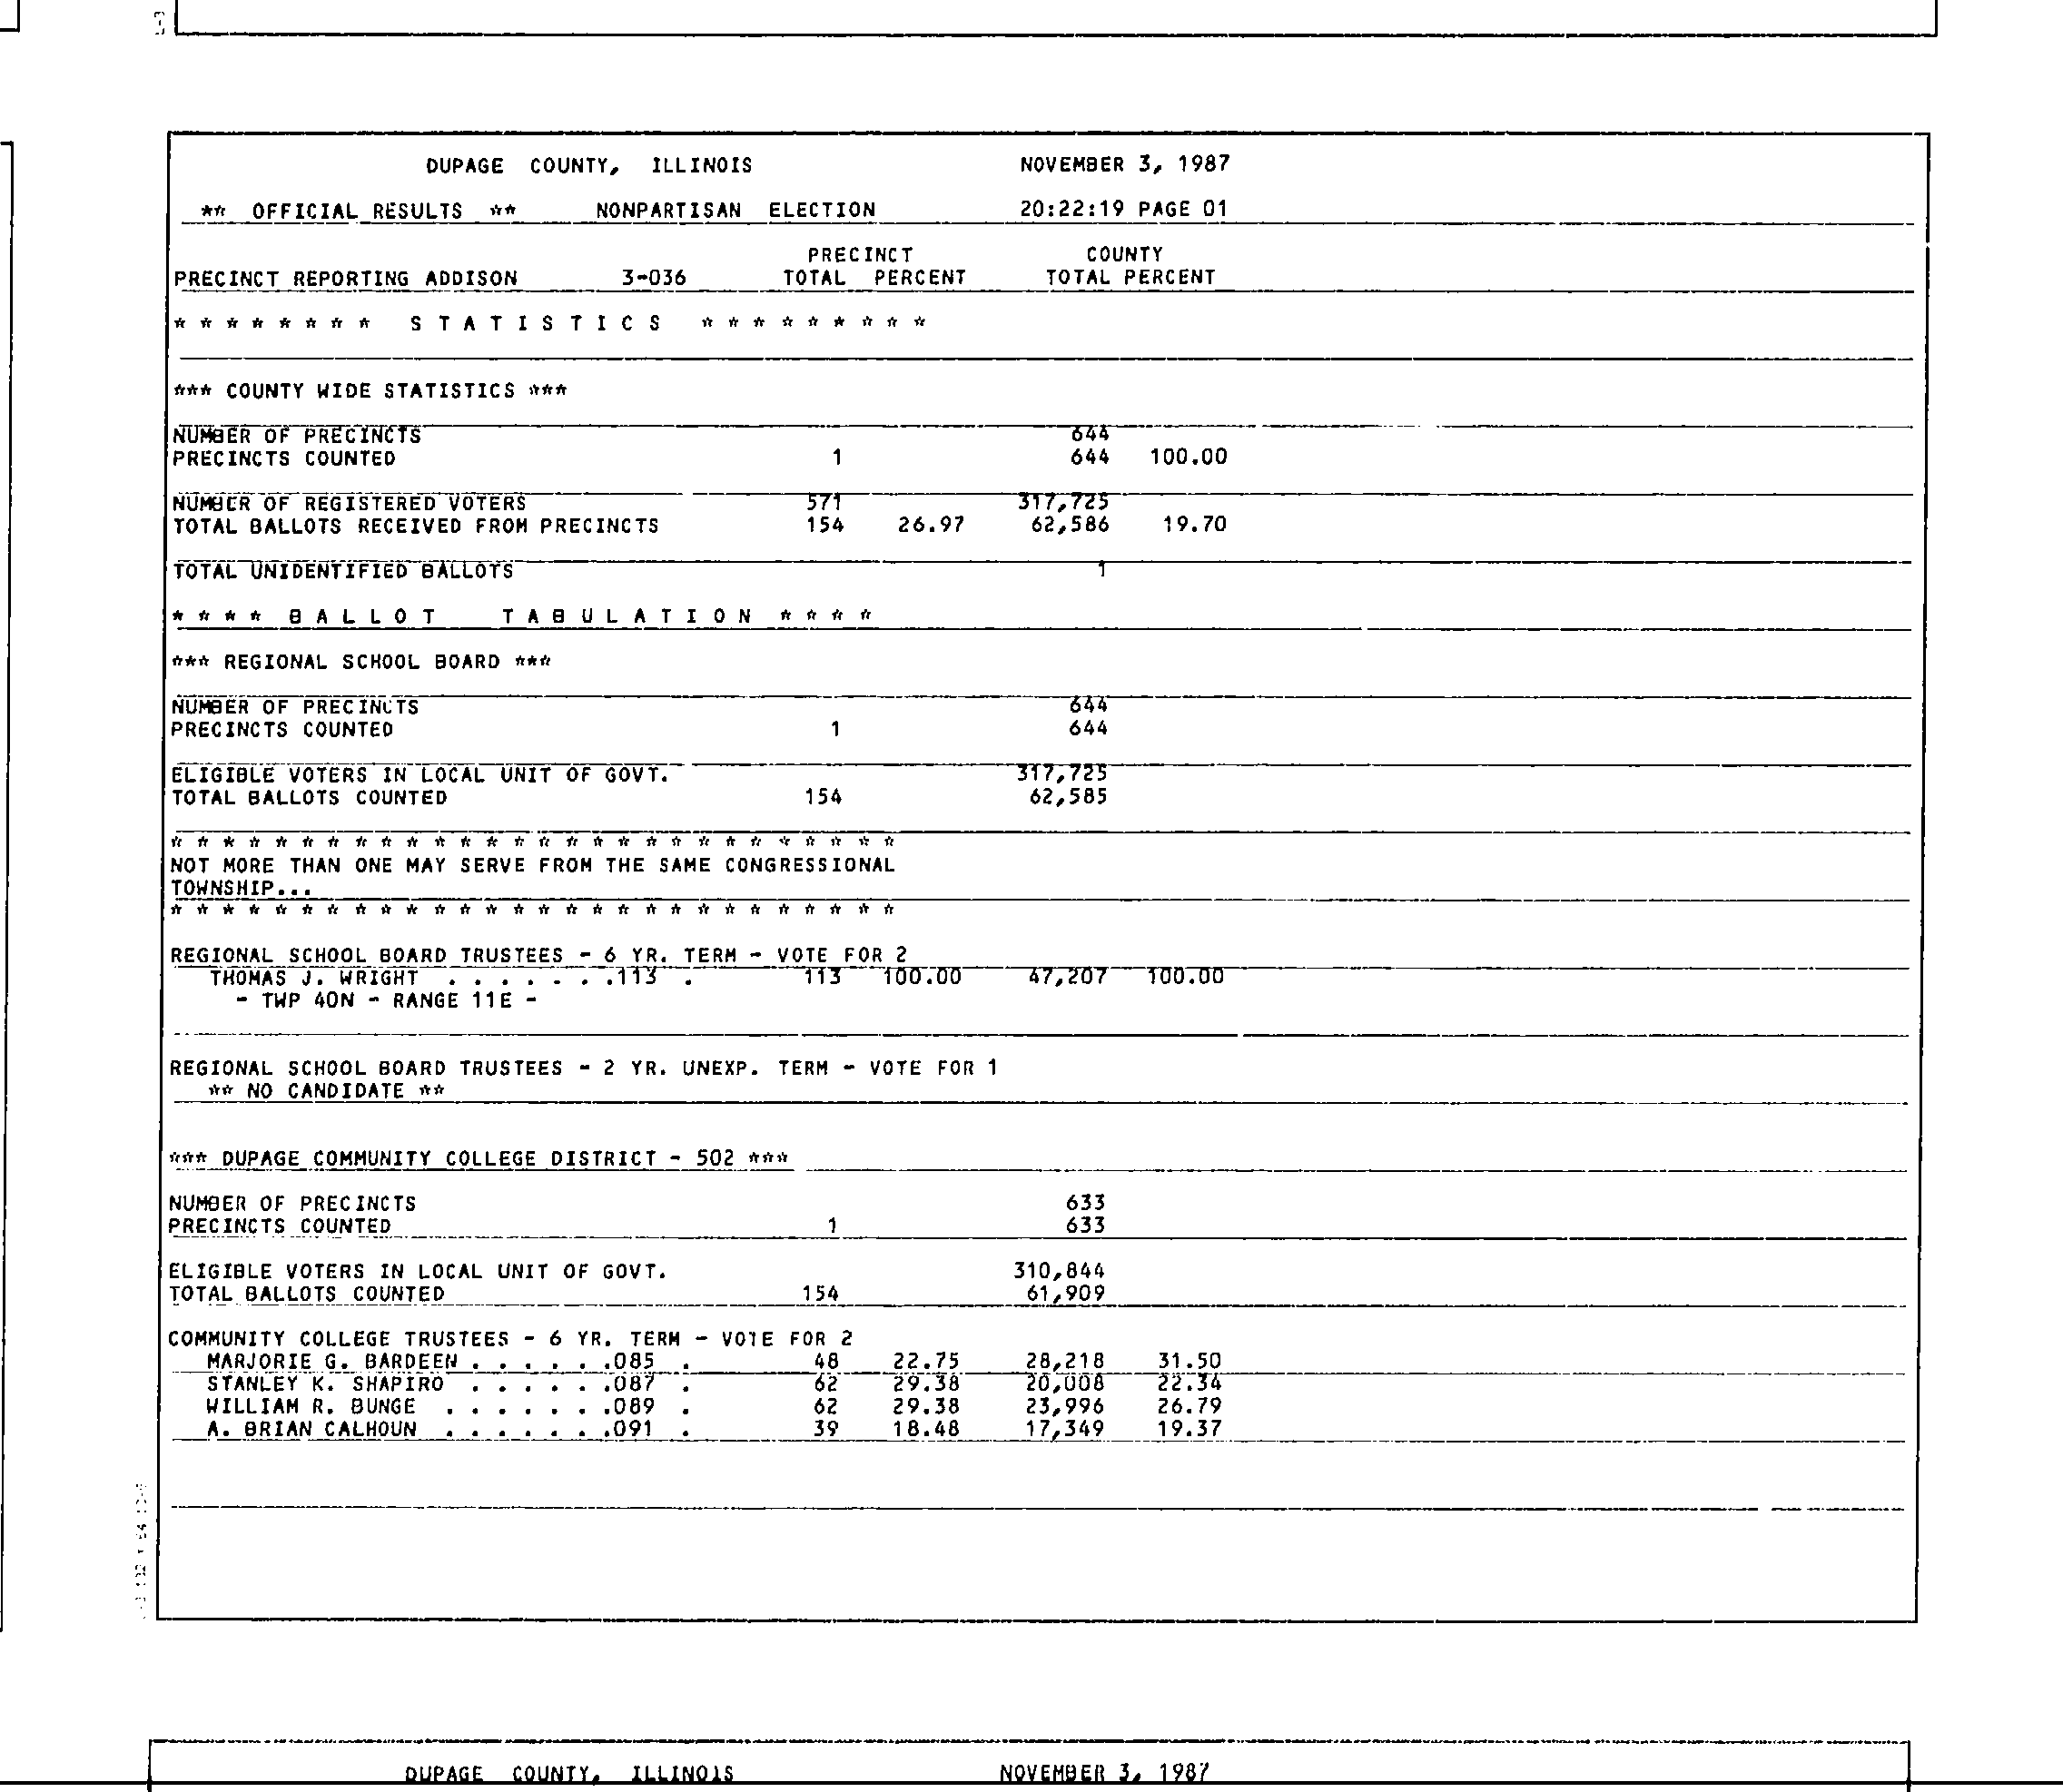 DUPAGE COUNTY, ILLINOIS NOVEMBER 3, 1987
** OFFICIAL RESULTS ** NONPARTISAN ELECTION 20:22:19 PAGE 01
PRECINCT COUNTY
PRECINCT REPORTING ADDISON 3-036 TOTAL PERCENT TOTAL PERCENT
* * * * * * * * S T A T I S T I C S * * * * * * * * *
*** COUNTY WIDE STATISTICS ***
NUMBER OF PRECINCTS 644
PRECINCTS COUNTED 1 644 100.00
NUMBER OF REGISTERED VOTERS 571 317,725
TOTAL BALLOTS RECEIVED FROM PRECINCTS 154 26.97 62,586 19.70
TOTAL UNIDENTIFIED BALLOTS 1
* * * * B A L L O T T A B U L A T I O N * * * *
*** REGIONAL SCHOOL BOARD ***
NUMBER OF PRECINCTS 644
PRECINCTS COUNTED 1 644
ELIGIBLE VOTERS IN LOCAL UNIT OF GOVT. 317,725
TOTAL BALLOTS COUNTED 154 62,585
* * * * * * * * * * * * * * * * * * * * * * * * * * * *
NOT MORE THAN ONE MAY SERVE FROM THE SAME CONGRESSIONAL
TOWNSHIP...
* * * * * * * * * * * * * * * * * * * * * * * * * * * *
REGIONAL SCHOOL BOARD TRUSTEES - 6 YR. TERM - VOTE FOR 2
THOMAS J. WRIGHT . . . . . . .113 . 113 100.00 47,207 100.00
- TWP 40N - RANGE 11E -
REGIONAL SCHOOL BOARD TRUSTEES - 2 YR. UNEXP. TERM - VOTE FOR 1
** NO CANDIDATE **
*** DUPAGE COMMUNITY COLLEGE DISTRICT - 502 ***
NUMBER OF PRECINCTS 633
PRECINCTS COUNTED 1 633
ELIGIBLE VOTERS IN LOCAL UNIT OF GOVT. 310,844
TOTAL BALLOTS COUNTED 154 61,909
COMMUNITY COLLEGE TRUSTEES - 6 YR. TERM - VOTE FOR 2
MARJORIE G. BARDEEN . . . . . .085 . 48 22.75 28,218 31.50
STANLEY K. SHAPIRO . . . . . .087 . 62 29.38 20,008 22.34
WILLIAM R. BUNGE . . . . . . .089 . 62 29.38 23,996 26.79
A. BRIAN CALHOUN . . . . . . .091 . 39 18.48 17,349 19.37
DUPAGE COUNTY, ILLINOIS NOVEMBER 3, 1987